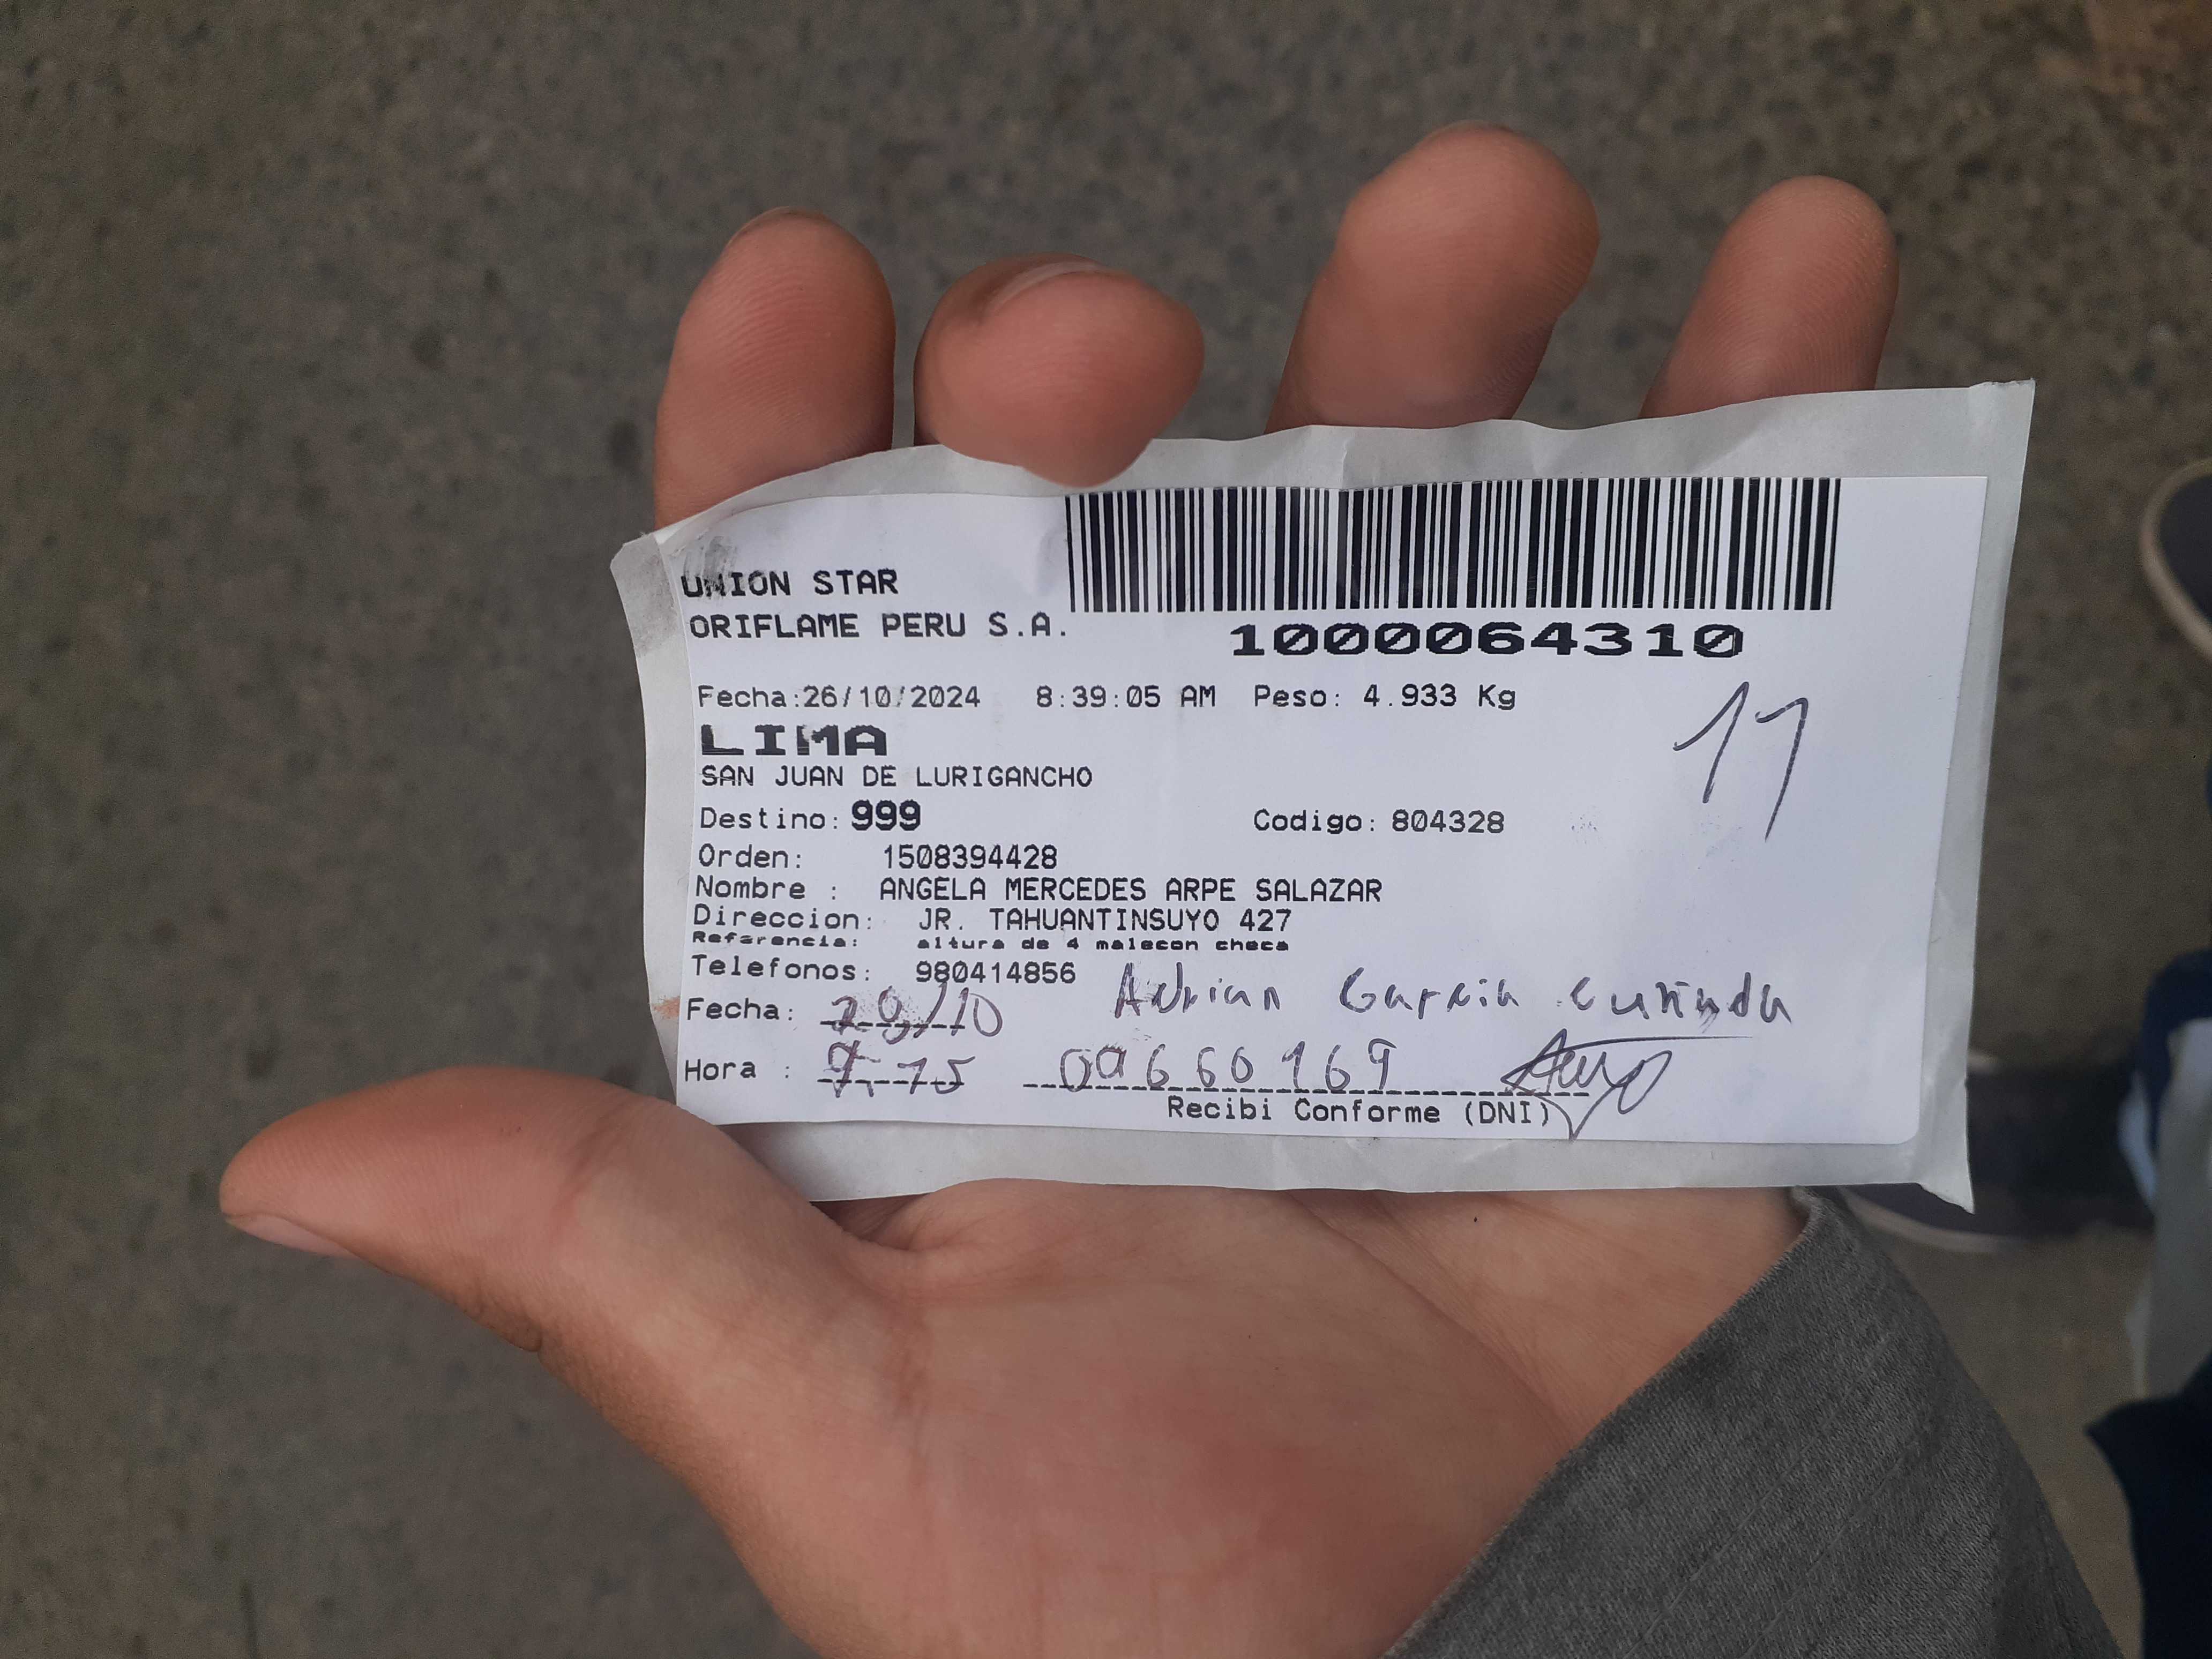 UNION STAR
ORIFLAME PERU S.A.
1000064310
Fecha:26/10/2024 8:39:05 AM Peso: 4.933 Kg
11
LIMA
SAN JUAN DE LURIGANCHO
Destino: 999 Codigo: 804328
Orden: 1508394428
Nombre : ANGELA MERCEDES ARPE SALAZAR
Direccion: JR. TAHUANTINSUYO 427
Referencia: altura de 4 malecon checa
Telefonos: 980414856
Adrian Garcia
Fecha: /10
Hora : 15 09660169
Recibi Conforme (DNI)